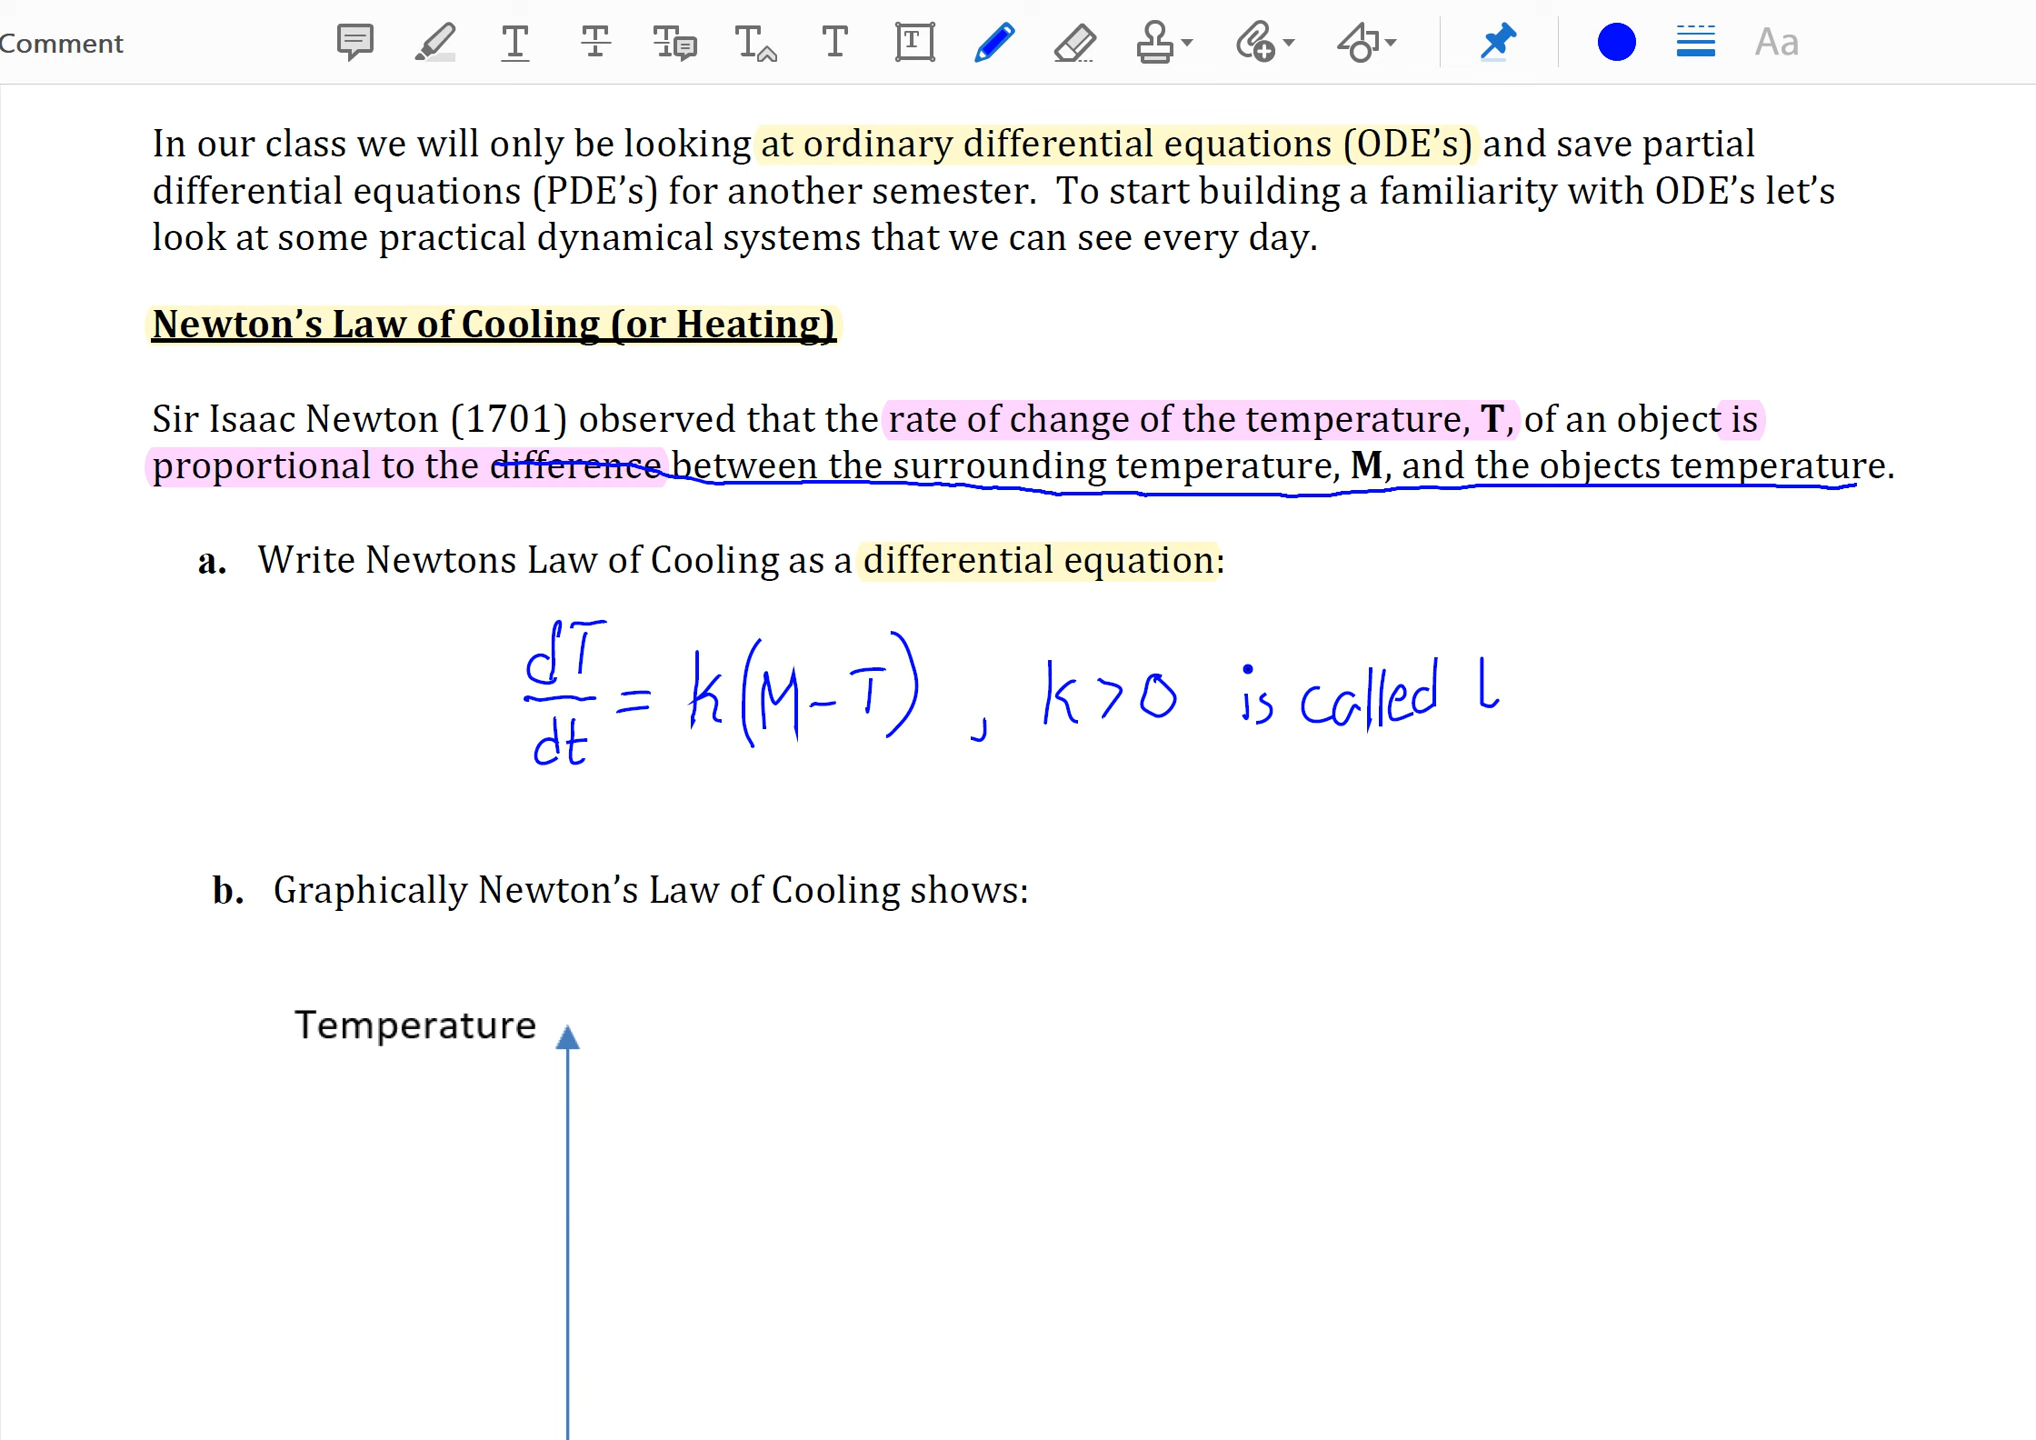 Comment
Aa
In our class we will only be looking at ordinary differential equations (ODE’s) and save partial
differential equations (PDE’s) for another semester.  To start building a familiarity with ODE’s let’s
look at some practical dynamical systems that we can see every day.
Newton’s Law of Cooling (or Heating)
Sir Isaac Newton (1701) observed that the rate of change of the temperature, T, of an object is
proportional to the difference between the surrounding temperature, M, and the objects temperature.
a. Write Newtons Law of Cooling as a differential equation:
dT/dt = k(M-T) , k>0 is called L
b. Graphically Newton’s Law of Cooling shows:
Temperature